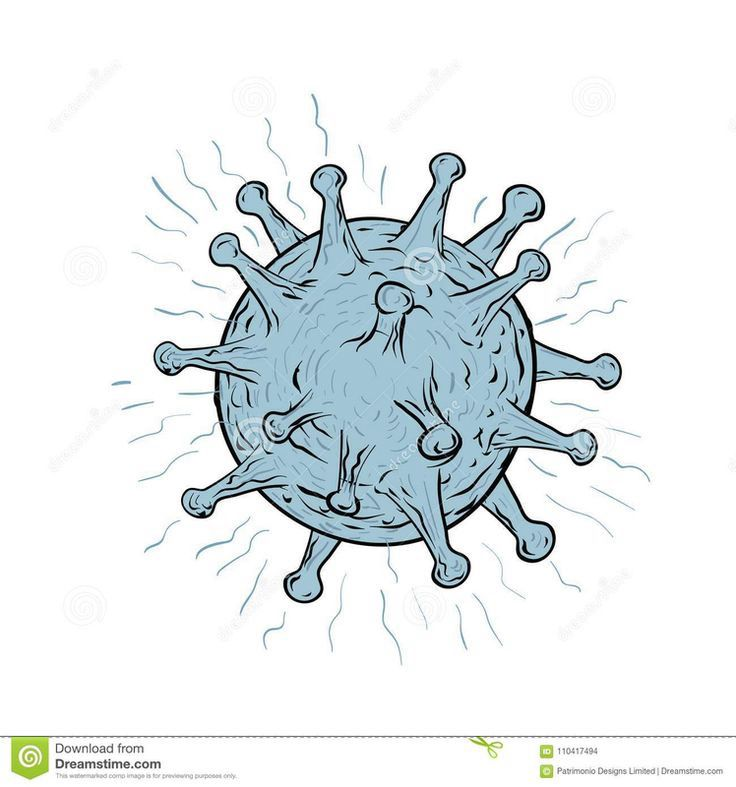 Download from
Dreamstime.com
This watermarked comp image is for previewing purposes only.
ID 110417494
© Patrimonio Designs Limited | Dreamstime.com
dreamstime